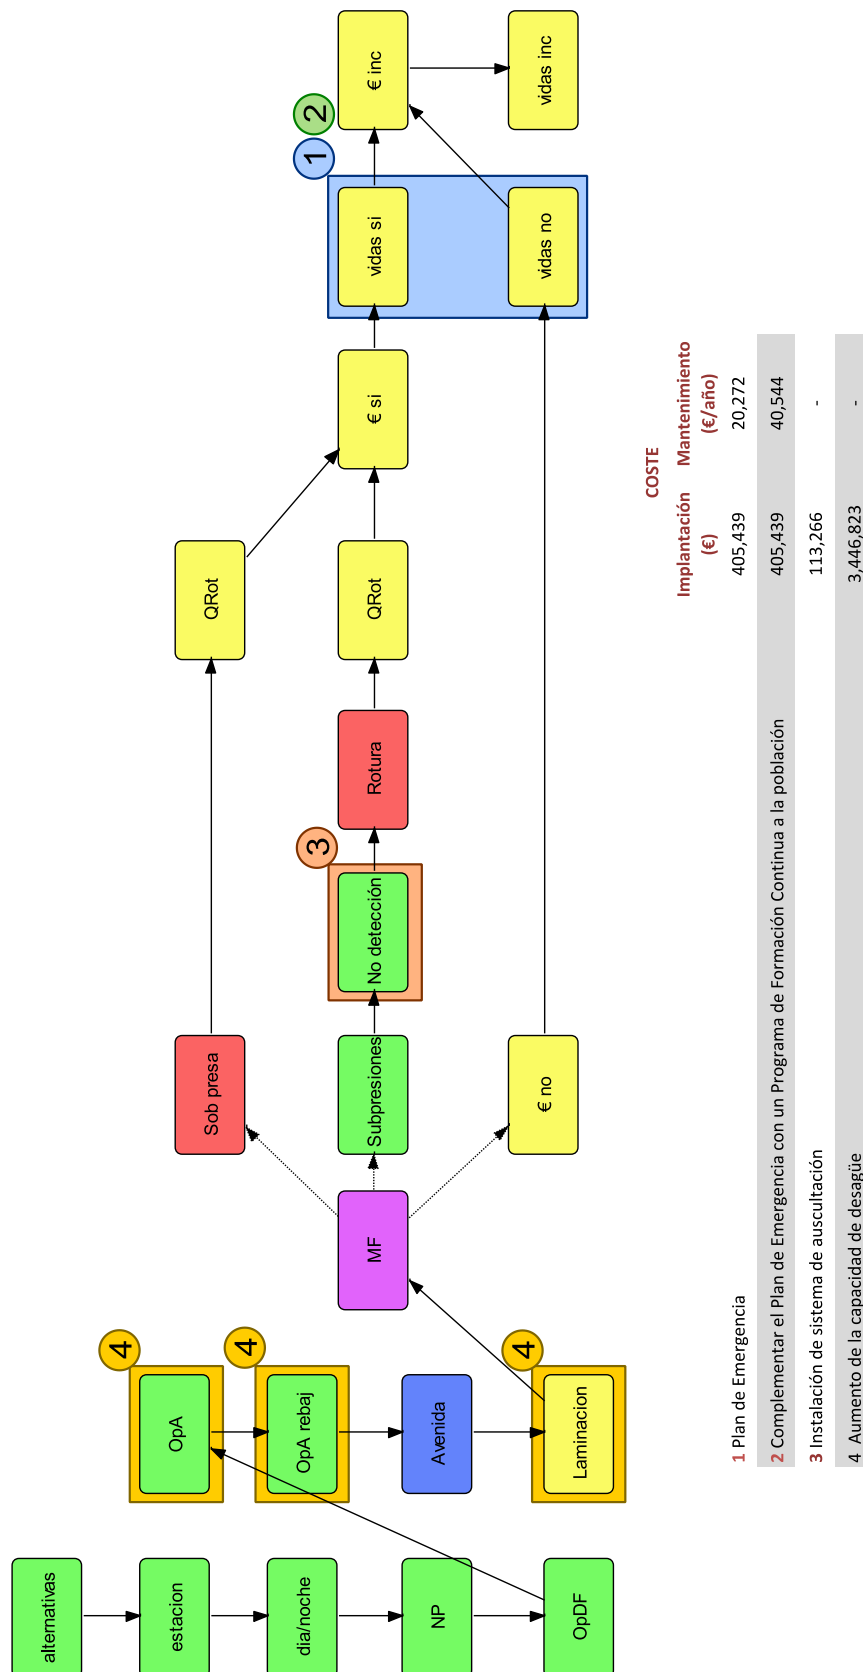 alternativas
estacion
dia/noche
NP
OpDF
4
OpA
4
OpA rebaj
Avenida
4
Laminacion
MF
Sob presa
Subpresiones
€ no
3
No detección
Rotura
QRot
QRot
€ si
1
2
vidas si
vidas no
€ inc
vidas inc
COSTE
Implantación Mantenimiento
(€) (€/año)
1 Plan de Emergencia 405,439 20,272
2 Complementar el Plan de Emergencia con un Programa de Formación Continua a la población 405,439 40,544
3 Instalación de sistema de auscultación 113,266 -
4 Aumento de la capacidad de desagüe 3,446,823 -